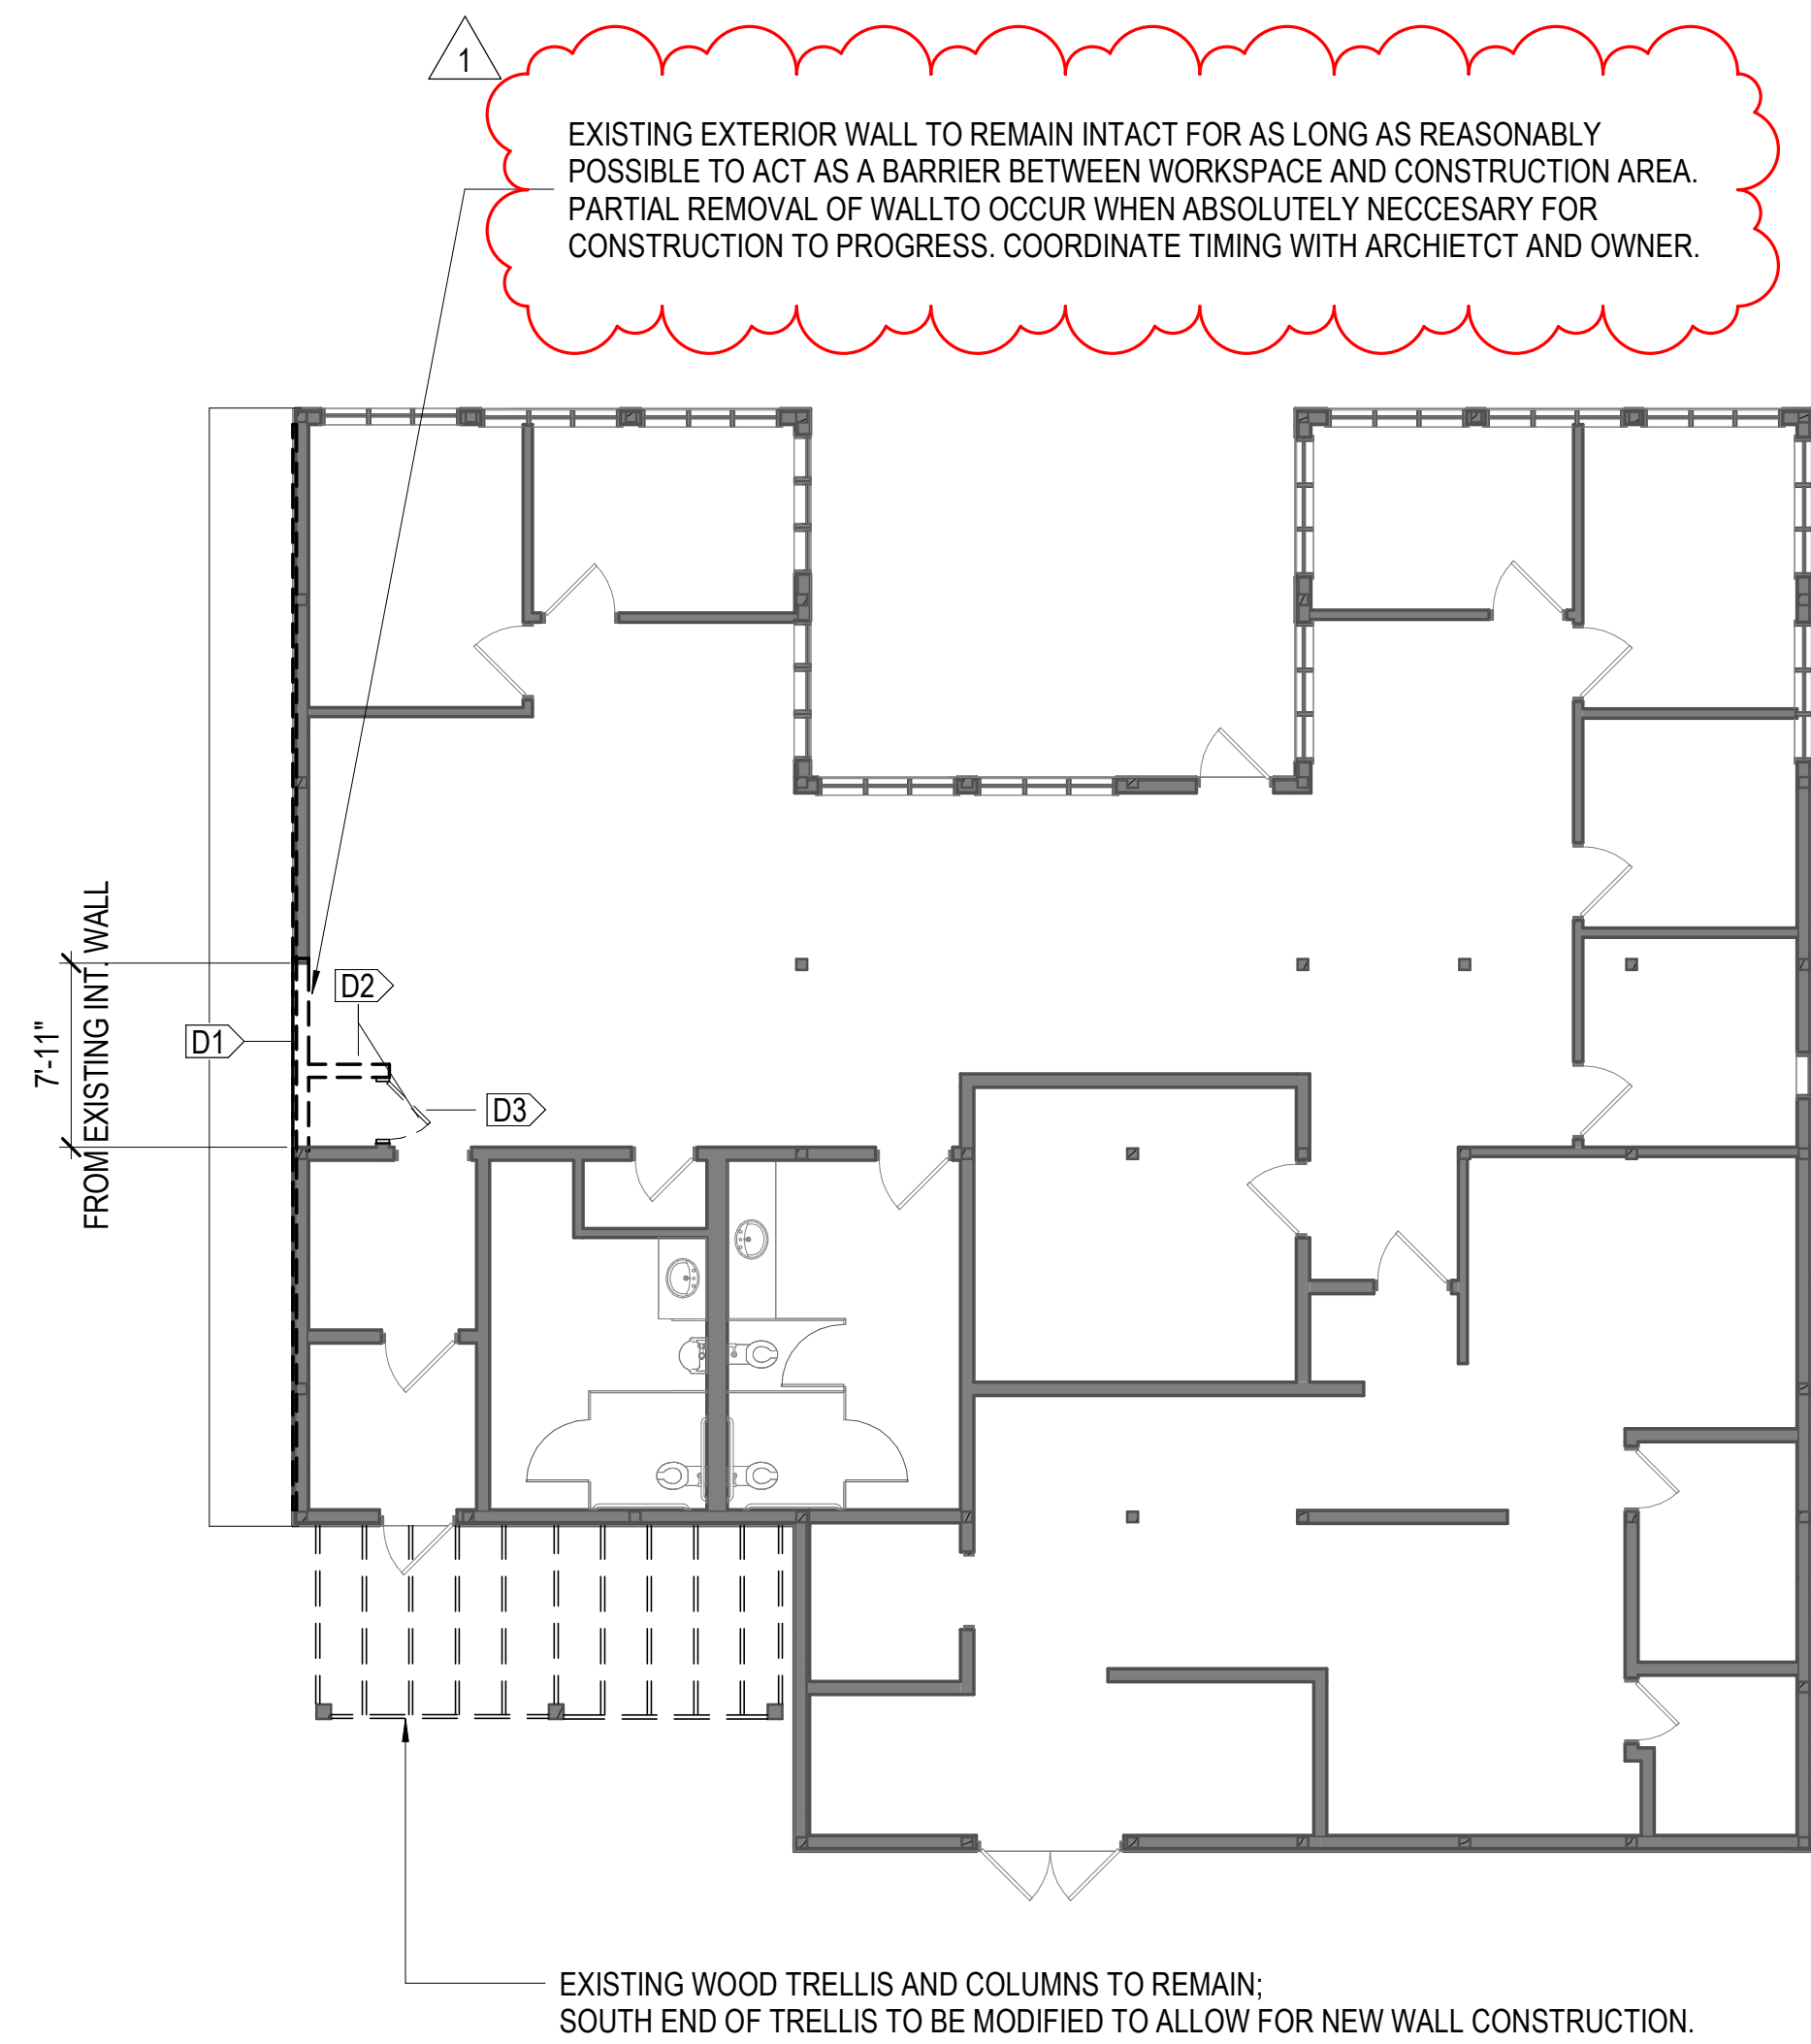 1
EXISTING EXTERIOR WALL TO REMAIN INTACT FOR AS LONG AS REASONABLY
POSSIBLE TO ACT AS A BARRIER BETWEEN WORKSPACE AND CONSTRUCTION AREA.
PARTIAL REMOVAL OF WALLTO OCCUR WHEN ABSOLUTELY NECCESARY FOR
CONSTRUCTION TO PROGRESS. COORDINATE TIMING WITH ARCHIETCT AND OWNER.
7'-11"
FROM EXISTING INT. WALL
D1
D2
D3
EXISTING WOOD TRELLIS AND COLUMNS TO REMAIN;
SOUTH END OF TRELLIS TO BE MODIFIED TO ALLOW FOR NEW WALL CONSTRUCTION.